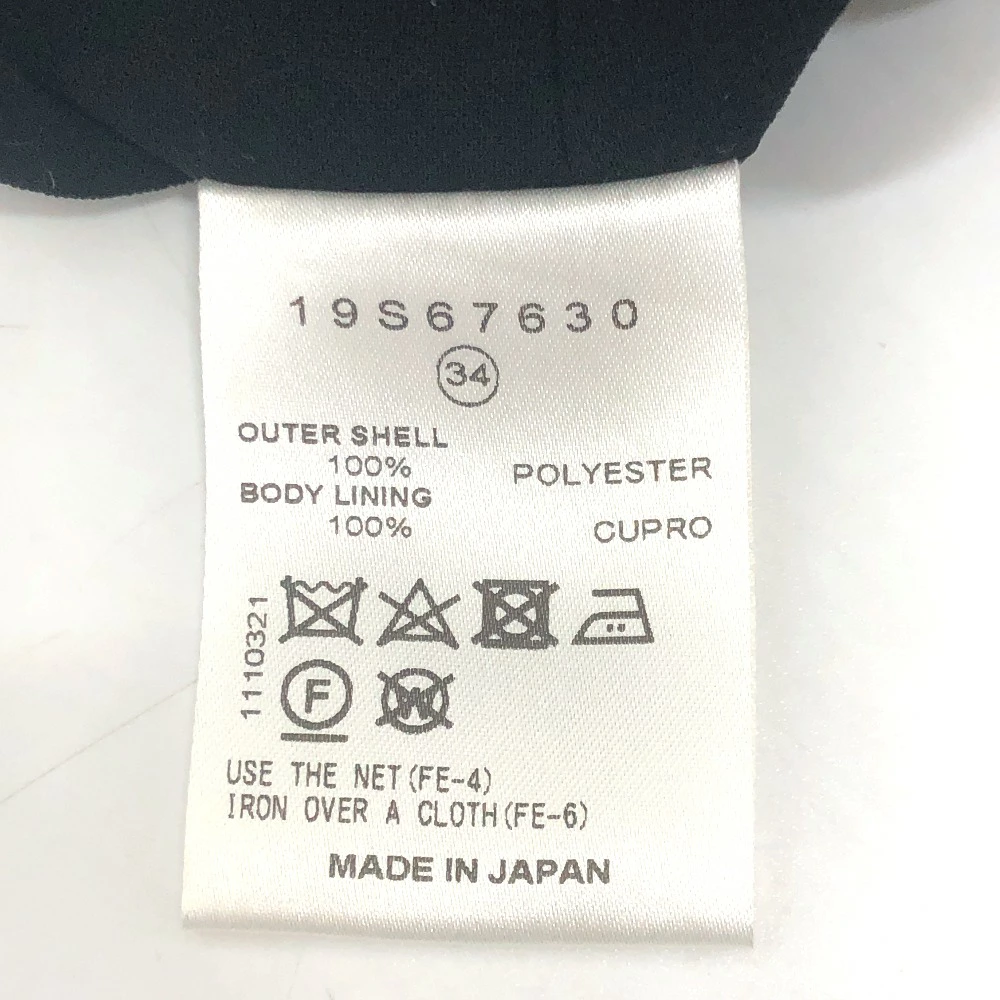 19S67630
34
OUTER SHELL
100% POLYESTER
BODY LINING
100% CUPRO
1110321
F W
USE THE NET(FE-4)
IRON OVER A CLOTH(FE-6)
MADE IN JAPAN